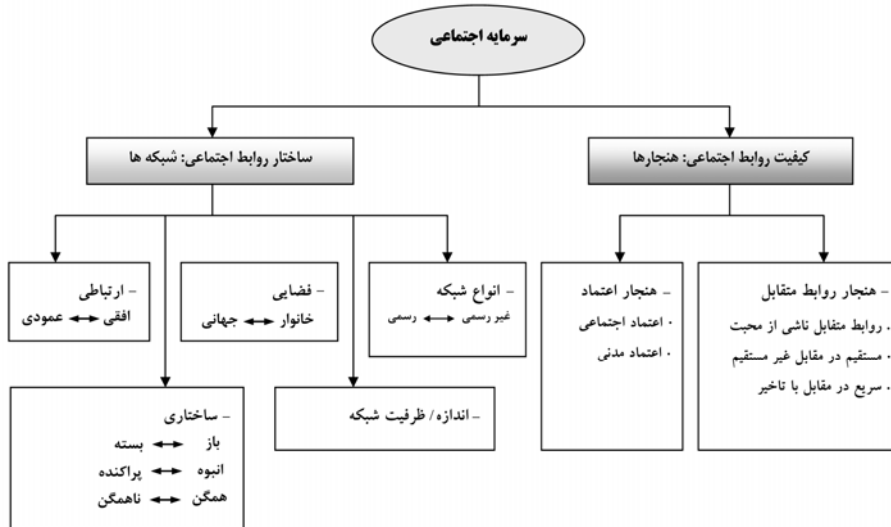 سرمایه اجتماعی
کیفیت روابط اجتماعی: هنجارها
ساختار روابط اجتماعی: شبکه ها
– هنجار روابط متقابل
· روابط متقابل ناشی از محبت
· مستقیم در مقابل غیر مستقیم
· سریع در مقابل با تاخیر
– هنجار اعتماد
· اعتماد اجتماعی
· اعتماد مدنی
– انواع شبکه
غیر رسمی ↔ رسمی
– فضایی
خانوار ↔ جهانی
– ارتباطی
افقی ↔ عمودی
– اندازه/ ظرفیت شبکه
– ساختاری
باز ↔ بسته
انبوه ↔ پراکنده
همگن ↔ ناهمگن